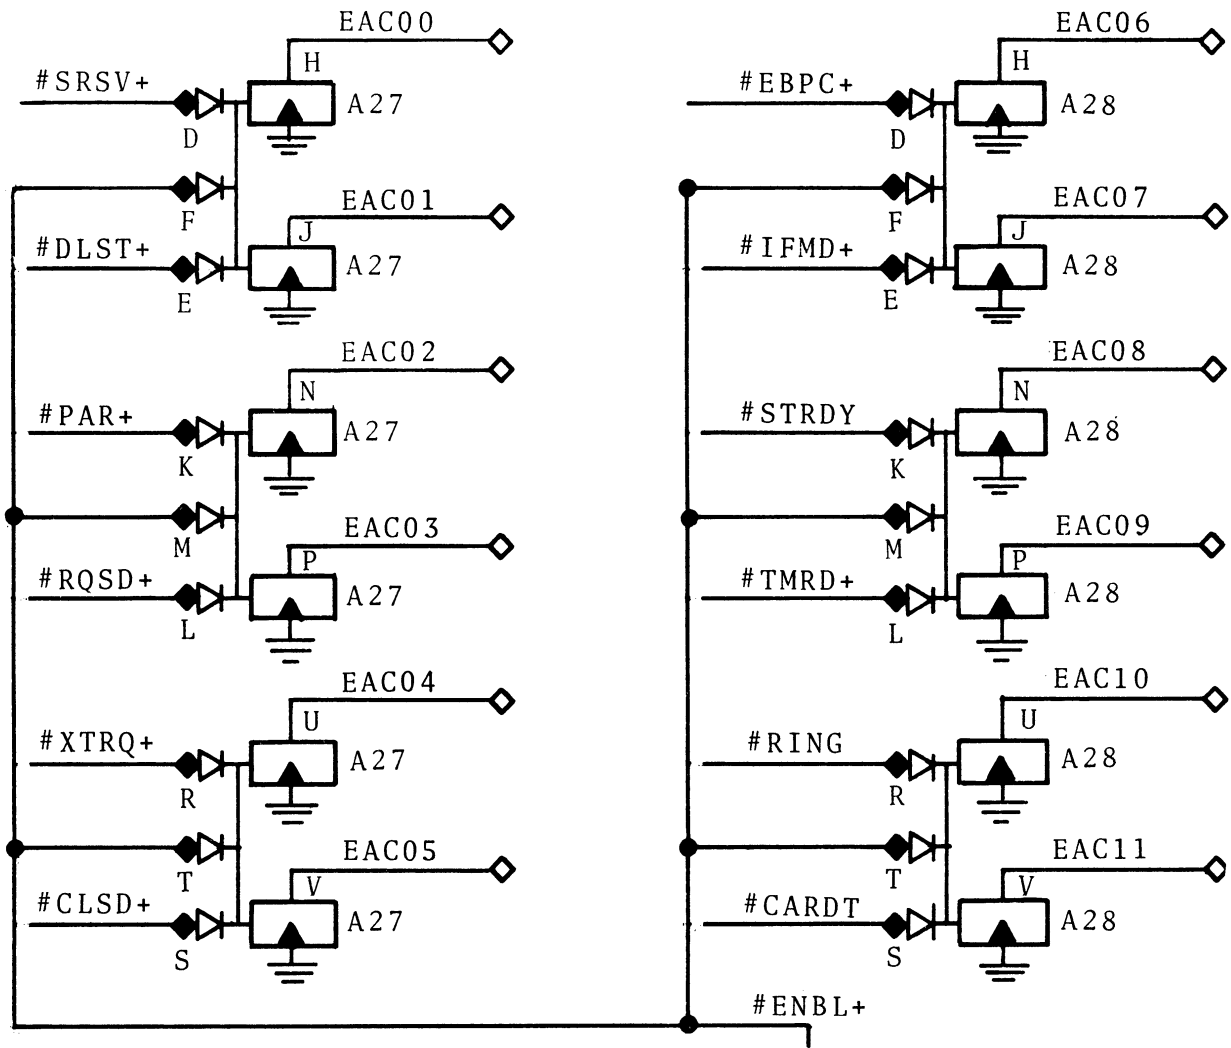 EAC00
H
#SRSV+
A27
D
F
EAC01
J
#DLST+
A27
E
EAC02
N
#PAR+
A27
K
M
EAC03
P
#RQSD+
A27
L
EAC04
U
#XTRQ+
A27
R
T
EAC05
V
#CLSD+
A27
S
EAC06
H
#EBPC+
A28
D
F
EAC07
J
#IFMD+
A28
E
EAC08
N
#STRDY
A28
K
M
EAC09
P
#TMRD+
A28
L
EAC10
U
#RING
A28
R
T
EAC11
V
#CARDT
A28
S
#ENBL+